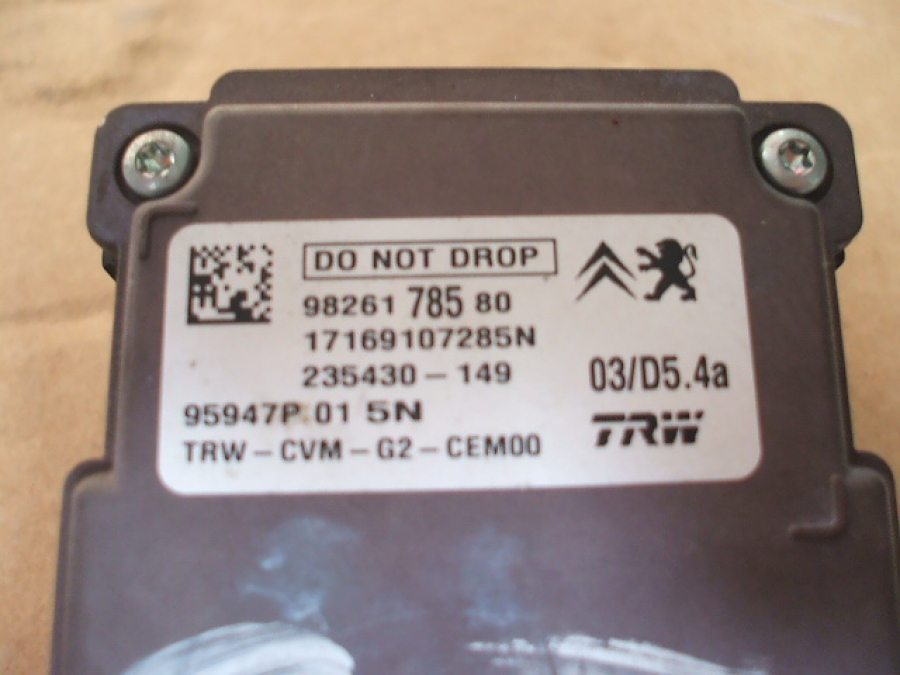 DO NOT DROP
98261 785 80
17169107285N
235430-149
03/D5.4a
95947P.01 5N
TRW
TRW-CVM-G2-CEM00